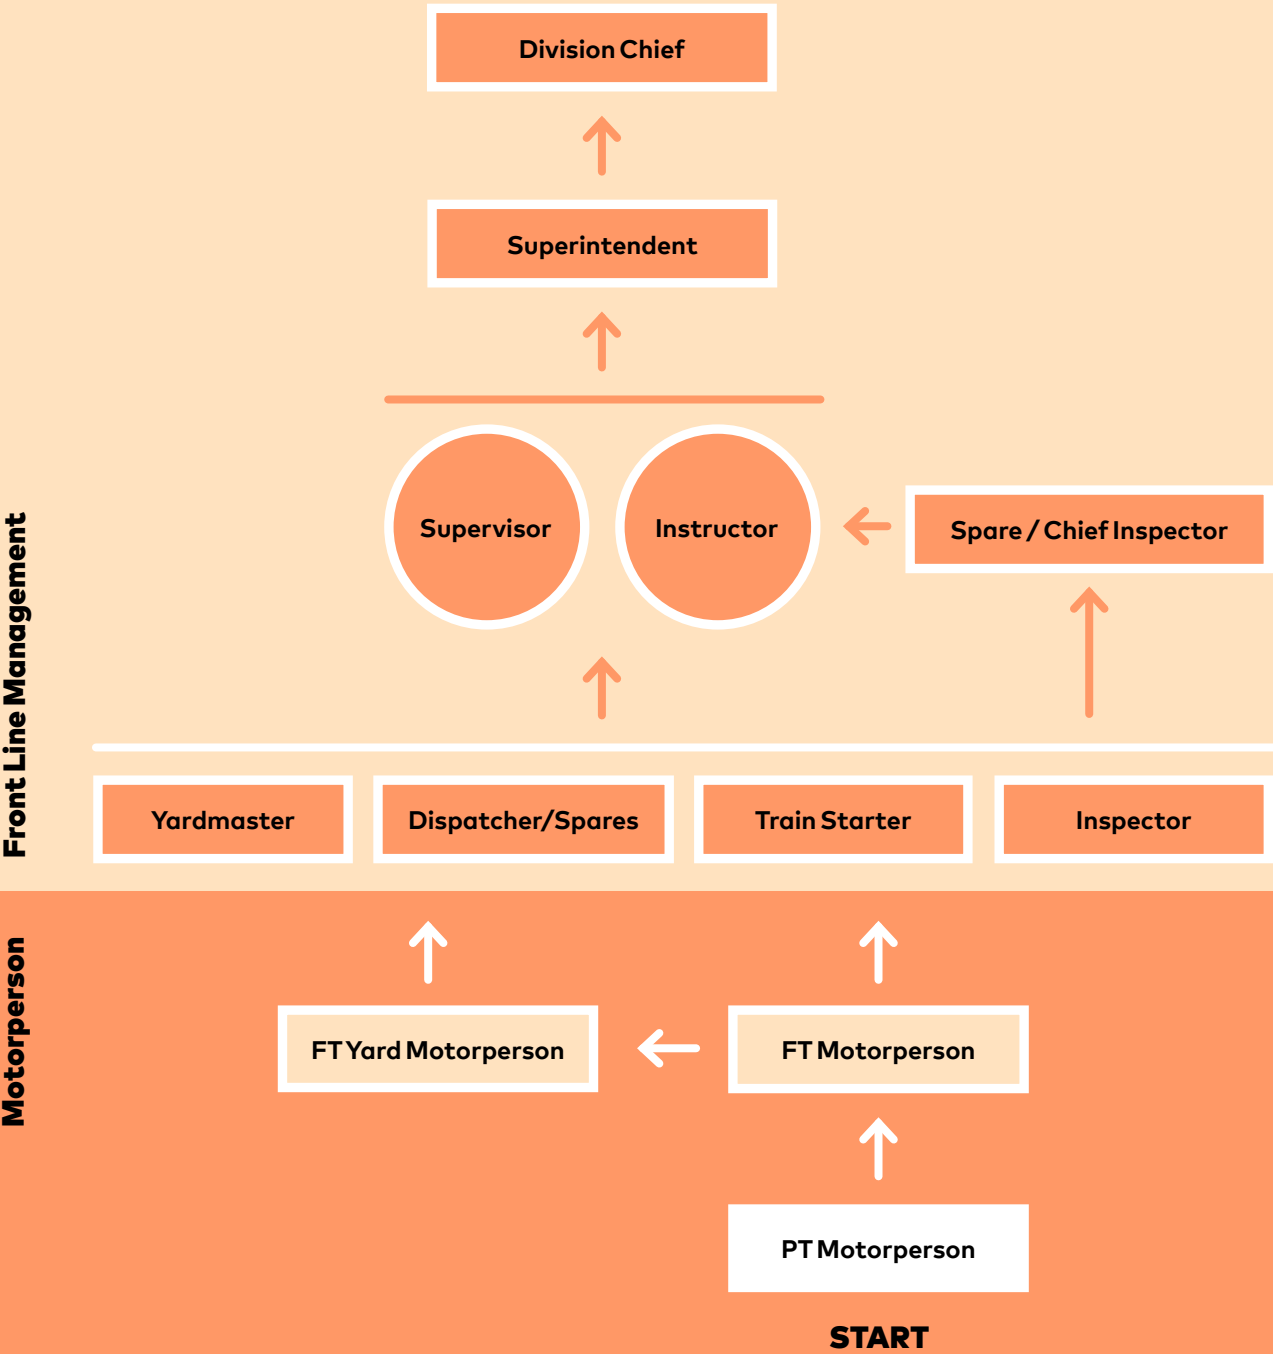 Division Chief
Superintendent
Supervisor
Instructor
Spare / Chief Inspector
Front Line Management
Yardmaster
Dispatcher/Spares
Train Starter
Inspector
Motorperson
FT Yard Motorperson
FT Motorperson
PT Motorperson
START